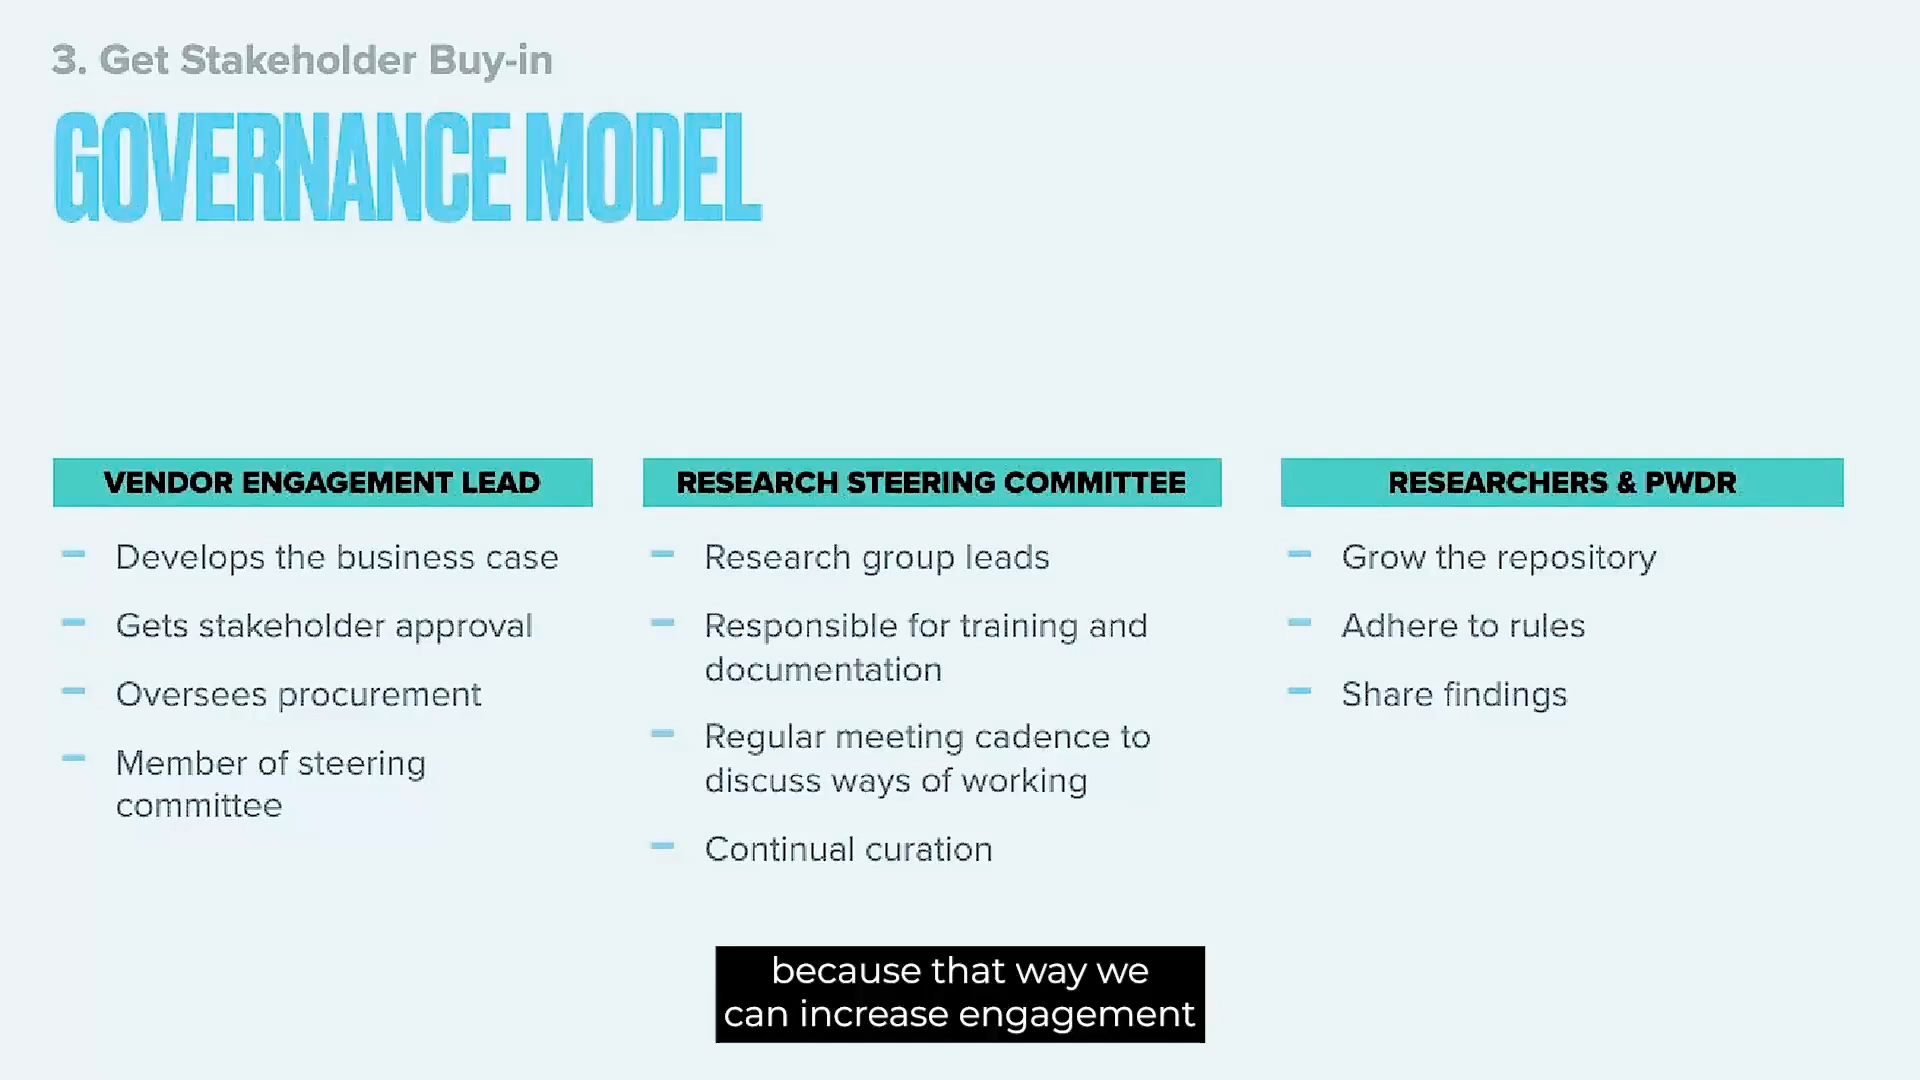 3. Get Stakeholder Buy-in
GOVERNANCE MODEL
VENDOR ENGAGEMENT LEAD
Develops the business case
Gets stakeholder approval
Oversees procurement
Member of steering
committee
RESEARCH STEERING COMMITTEE
Research group leads
Responsible for training and
documentation
Regular meeting cadence to
discuss ways of working
Continual curation
RESEARCHERS & PWDR
Grow the repository
Adhere to rules
Share findings
because that way we
can increase engagement